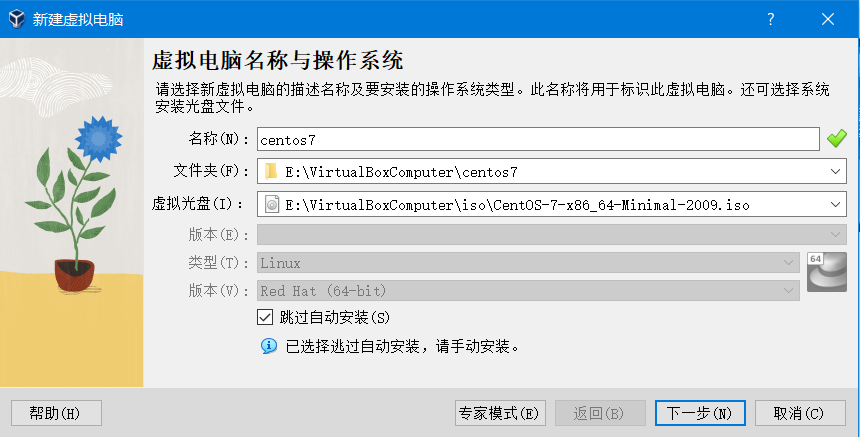 新建虚拟电脑
?
虚拟电脑名称与操作系统
请选择新虚拟电脑的描述名称及要安装的操作系统类型。此名称将用于标识此虚拟电脑。还可选择系统
安装光盘文件。
名称(N): centos7
文件夹(F): E:\VirtualBoxComputer\centos7
虚拟光盘(I): E:\VirtualBoxComputer\iso\CentOS-7-x86_64-Minimal-2009.iso
版本(E):
类型(T): Linux
64
版本(V): Red Hat (64-bit)
跳过自动安装(S)
已选择逃过自动安装，请手动安装。
帮助(H) 专家模式(E) 返回(B) 下一步(N) 取消(C)